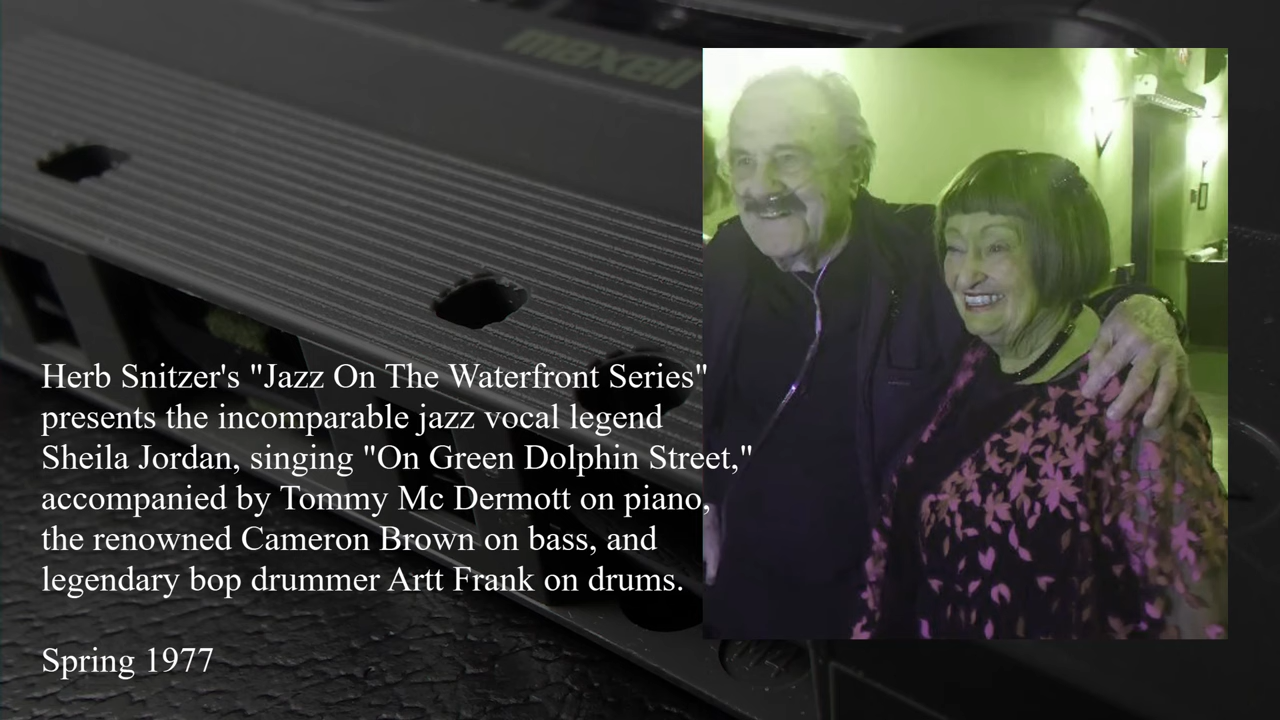 maxell
Herb Snitzer's "Jazz On The Waterfront Series"
presents the incomparable jazz vocal legend
Sheila Jordan, singing "On Green Dolphin Street,"
accompanied by Tommy Mc Dermott on piano,
the renowned Cameron Brown on bass, and
legendary bop drummer Artt Frank on drums.
Spring 1977